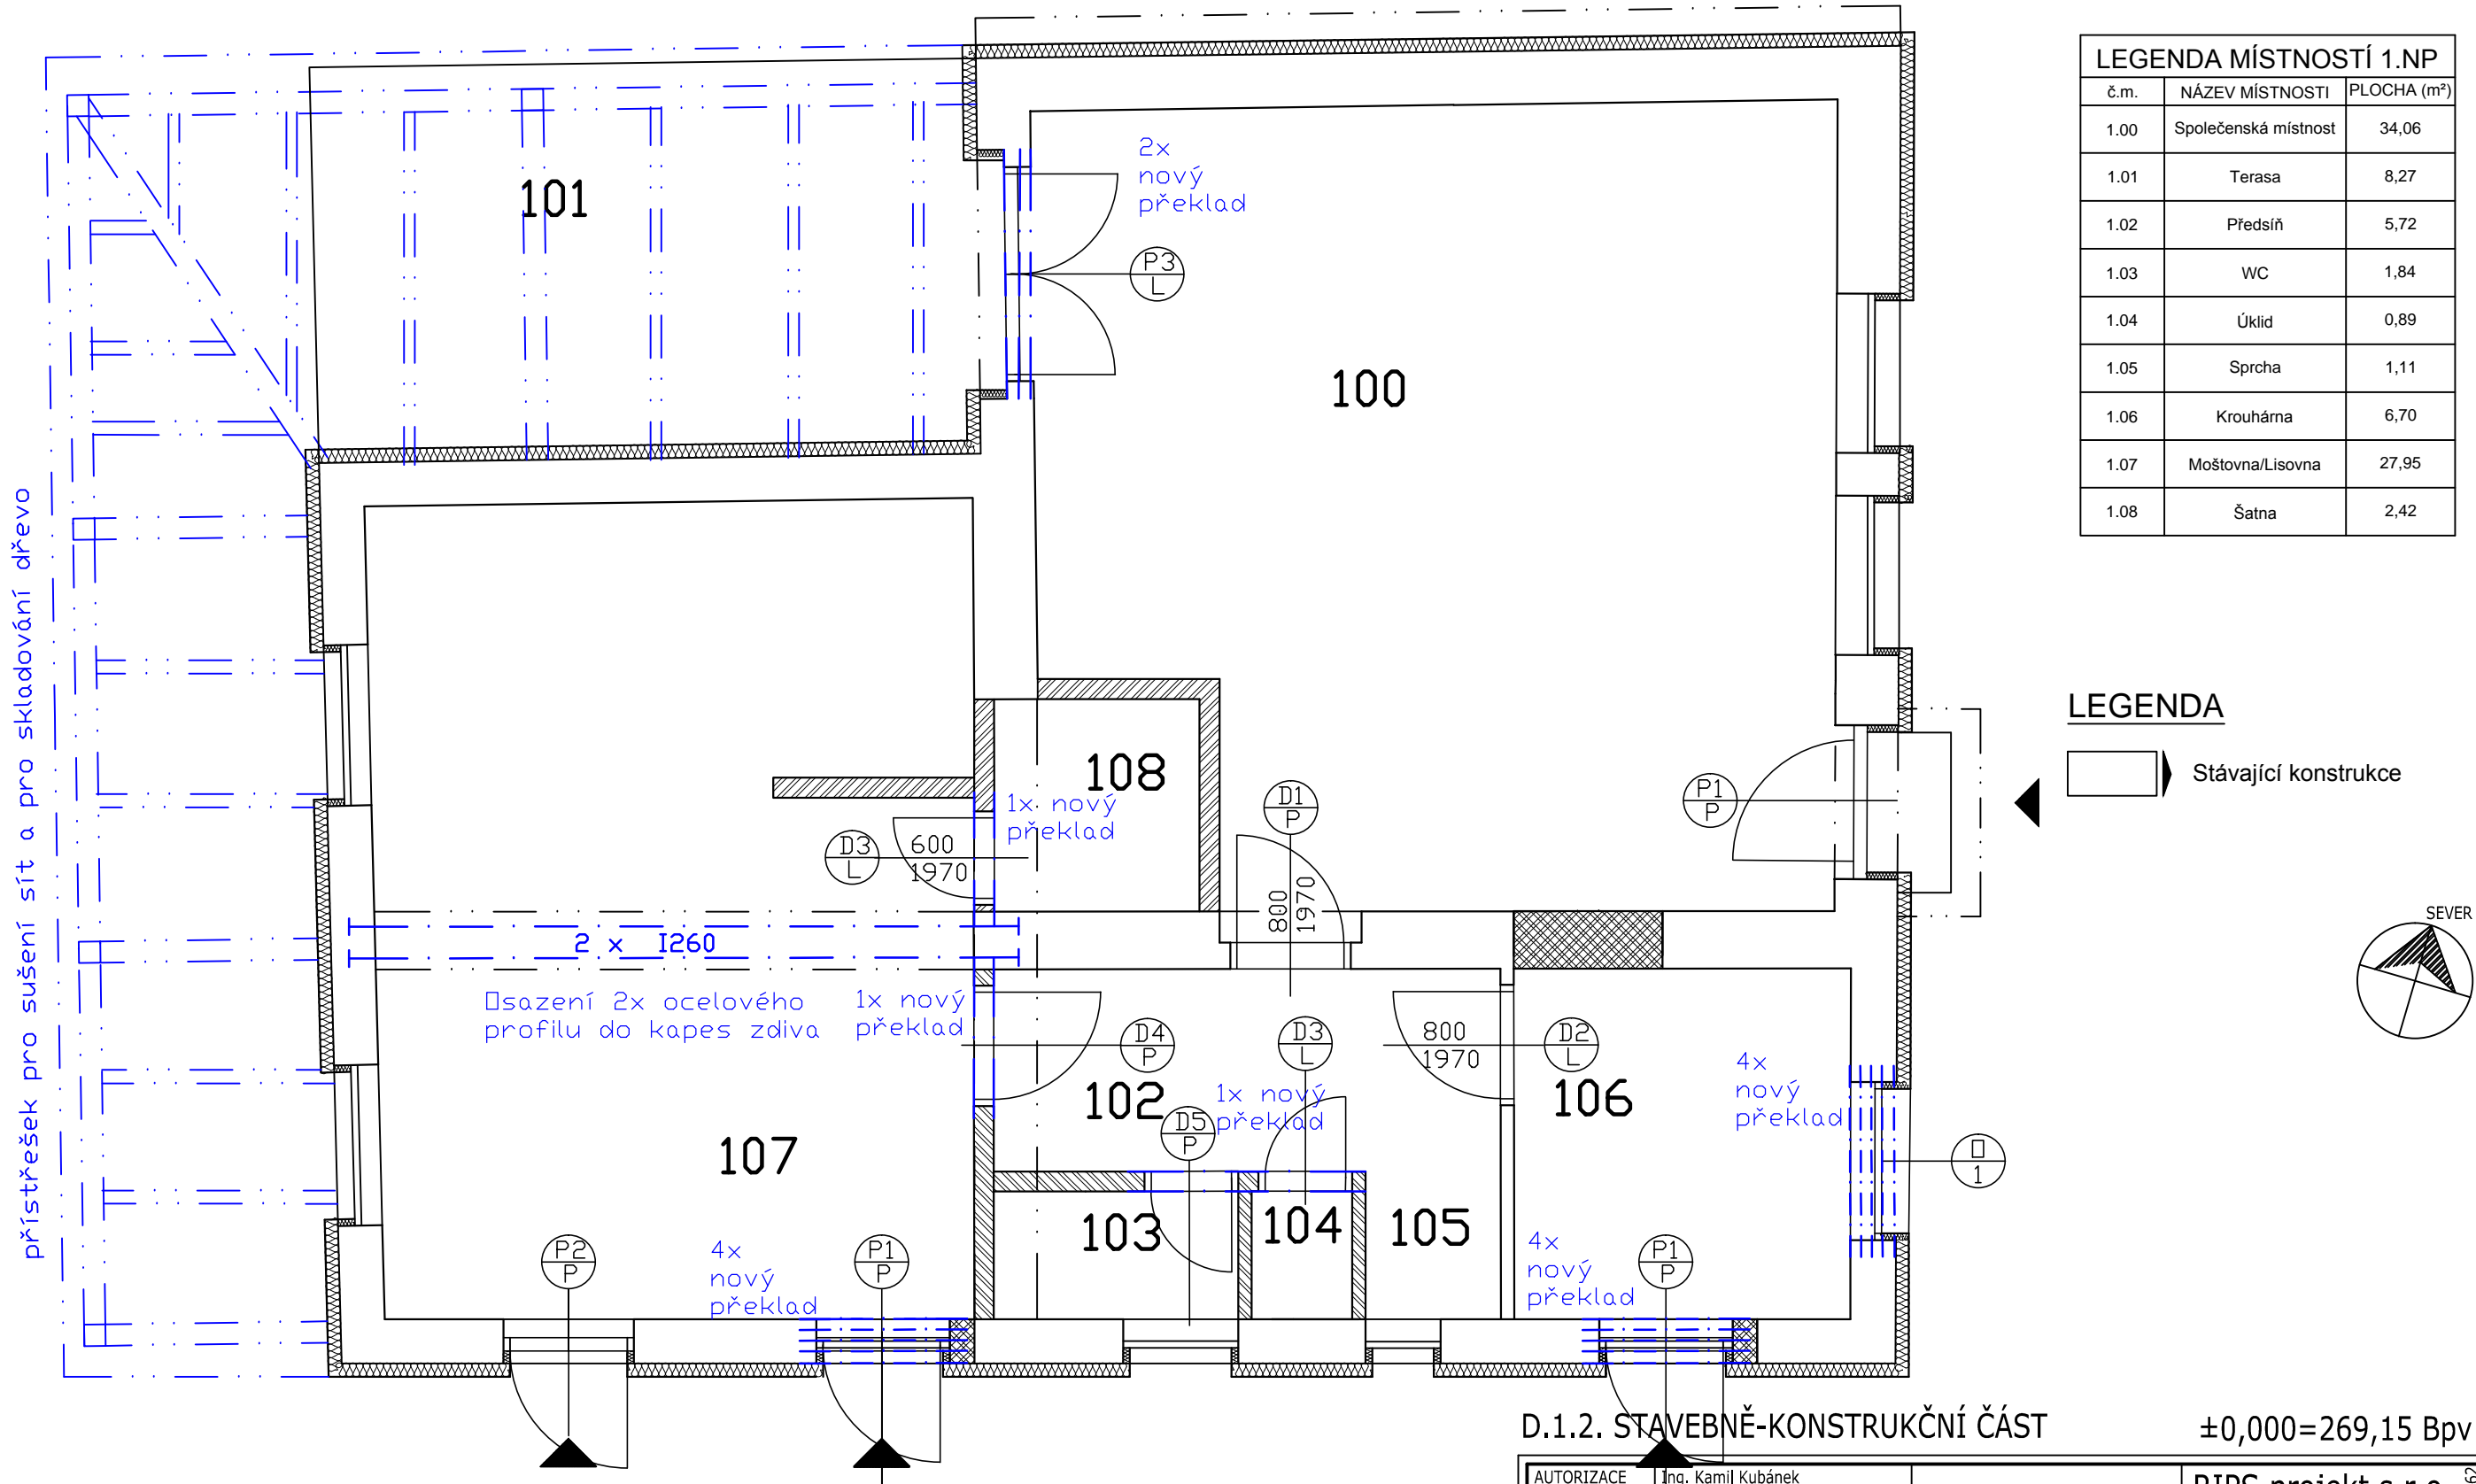 LEGENDA MÍSTNOSTÍ 1.NP
č.m. NÁZEV MÍSTNOSTI PLOCHA (m²)
1.00 Společenská místnost 34,06
1.01 Terasa 8,27
1.02 Předsíň 5,72
1.03 WC 1,84
1.04 Úklid 0,89
1.05 Sprcha 1,11
1.06 Krouhárna 6,70
1.07 Moštovna/Lisovna 27,95
1.08 Šatna 2,42
LEGENDA
Stávající konstrukce
SEVER
přístřešek pro sušení sít a pro skladování dřevo
101
2x
nový
překlad
P3
L
100
108
1x nový
překlad
D3
L
600
1970
D1
P
800
1970
P1
P
2 x I260
Osazení 2x ocelového
profilu do kapes zdiva
1x nový
překlad
D4
P
D3
L
800
1970
D2
L
102
1x nový
překlad
D5
P
106
4x
nový
překlad
O
1
107
103
104
105
P2
P
4x
nový
překlad
P1
P
4x
nový
překlad
P1
P
D.1.2. STAVEBNĚ-KONSTRUKČNÍ ČÁST
±0,000=269,15 Bpv
AUTORIZACE
Ing. Kamil Kubánek